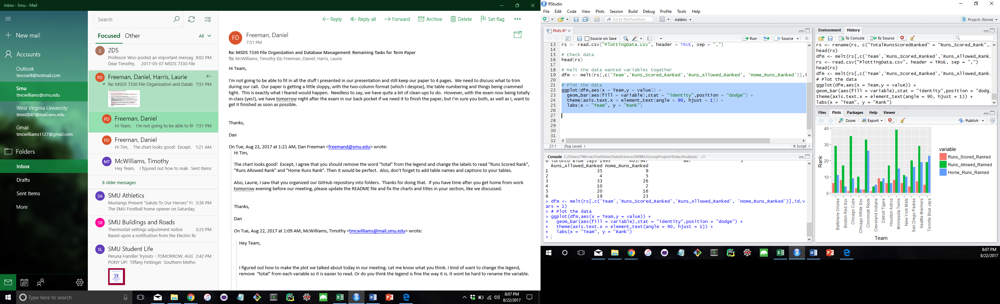 Inbox - Smu - Mail
New mail
Accounts
Outlook
tmccwill@hotmail.com
Smu
tmcwilliams@smu.edu
West Virginia University
tmm0047@mail.wvu.edu
Gmail
tmcwilliams1127@gmail.com
Folders
Inbox
Drafts
Sent Items
More
Search
Focused Other All
2 2DS
Professor Woo posted an important messag 8:02 PM
Dear Timothy, 2017-05-07 MSDS 7330 File
FD Freeman, Daniel, Harris, Laurie
Re: MSDS 7330 File Organization and Datab 7:51 PM
FD Freeman, Daniel
Hi Team, I'm not going to be able to fit 7:51 PM
FD Freeman, Daniel
Hi Tim, The chart looks good! Except, 1:21 AM
MT McWilliams, Timothy
Hey Team, I figured out how to mak Sent Items
8 older messages
SA SMU Athletics
Mustangs Present “Salute To Our Heroes” Fc 5:36 PM
The SMU Football home opener on Saturday,
SR SMU Buildings and Roads
Thermostat settings adjustment notice 3:25 PM
Based upon a notification from the Electric Re
SL SMU Student Life
Peruna Handler Tryouts - TOMORROW, AUG 2:42 PM
PONY UP! Tiffany Fettinger Southern Metho
23
Reply Reply all Forward Archive Delete Set flag
FD Freeman, Daniel
7:51 PM
Re: MSDS 7330 File Organization and Database Management: Remaining Tasks for Term Paper
To: McWilliams, Timothy Cc: Freeman, Daniel; Harris, Laurie
Hi Team,
I'm not going to be able to fit in all the stuff I presented in our presentation and still keep our paper to 4 pages. We need to discuss what to trim
during our call. Our paper is getting a little sloppy, with the two-column format (which I despise), the table numbering and things being crammed
tight. This is exactly what I feared would happen. Needless to say, we have quite a bit of clean-ups to do. However, with the exam now being totally
in-class (yes!), we have tomorrow night after the exam in our back pocket if we need it to finish the paper, but I'm sure you both, as well as I, want to
get it finished as soon as possible.
Thanks,
Dan
On Tue, Aug 22, 2017 at 1:21 AM, Dan Freeman <freemand@smu.edu> wrote:
Hi Tim,
The chart looks good! Except, I agree that you should remove the word "total" from the legend and change the labels to read "Runs Scored Rank",
"Runs Allowed Rank" and "Home Runs Rank". Then it would be perfect. Also, don't forget to add table names and captions to your tables.
Also, Laurie, I saw that you organized our GitHub repository into folders. Thanks for doing that. If you have time after you get home from work
tomorrow evening before our meeting, please update the README file and fix the charts and titles in your section, like we discussed.
Thanks,
Dan
On Tue, Aug 22, 2017 at 1:09 AM, McWilliams, Timothy <tmcwilliams@mail.smu.edu> wrote:
Hey Team,
I figured out how to make the plot we talked about today in our meeting. Let me know what you think. I kind of want to change the legend,
remove “total” from each variable so it is easier to read. Or do you think the legend is fine the way it is. It wont be hard to rename the variable.
Type here to search
8:07 PM
8/22/2017
RStudio
File Edit Code View Plots Session Build Debug Profile Tools Help
Go to file/function Addins Project: (None)
Plots.R*
Source on Save Run Source
13 rs <- read.csv("PlottingData.csv", header = TRUE, sep = ",")
14
15 # Check data
16 head(rs)
17
18 # Melt the data wanted variables together
19 dfm <- melt(rs[,c('Team','Runs_Scored_Ranked','Runs_Allowed_Ranked', 'Home_Runs_Ranked')],i
20
21 # Plot the data
22 ggplot(dfm,aes(x = Team,y = value)) +
23 geom_bar(aes(fill = variable),stat = "identity",position = "dodge") +
24 theme(axis.text.x = element_text(angle = 90, hjust = 1)) +
25 labs(x = "Team", y = "Rank")
26
27
28
29
30
31
32
27:1 (Top Level) R Script
Console C:/Users/TMccw/OneDrive/DataScience/DBMS/GroupProject/Data/Analysis/
6 Toronto Blue Jays 1993 4057947 847 5
Runs_Allowed_Ranked Home_Runs_Ranked
1 35 9
2 4 5
3 33 26
4 10 2
5 20 16
6 19 23
> dfm <- melt(rs[,c('Team','Runs_Scored_Ranked','Runs_Allowed_Ranked', 'Home_Runs_Ranked')],id.v
ars = 1)
> # Plot the data
> ggplot(dfm,aes(x = Team,y = value)) +
+ geom_bar(aes(fill = variable),stat = "identity",position = "dodge") +
+ theme(axis.text.x = element_text(angle = 90, hjust = 1)) +
+ labs(x = "Team", y = "Rank")
>
Environment History
To Console To Source
rs <- rename(rs, c("TotalRunsScoredRanked" = "Runs_Scored_Rank",..
head(rs)
dfm <- melt(rs[,c('Team','Runs_Scored_Ranked','Runs_Allowed_Rank..
rs <- read.csv("PlottingData.csv", header = TRUE, sep = ",")
head(rs)
dfm <- melt(rs[,c('Team','Runs_Scored_Ranked','Runs_Allowed_Rank..
# Plot the data
ggplot(dfm,aes(x = Team,y = value)) +
geom_bar(aes(fill = variable),stat = "identity",position = "dodg..
theme(axis.text.x = element_text(angle = 90, hjust = 1)) +
labs(x = "Team", y = "Rank")
Files Plots Packages Help Viewer
Zoom Export Publish
40
30
20
10
0
Rank
Baltimore Orioles
Boston Red Sox
Chicago Cubs
Chicago White Sox
Cincinnati Reds
Cleveland Indians
Detroit Tigers
Houston Astros
Minnesota Twins
New York Mets
San Diego Padres
Seattle Mariners
Toronto Blue Jays
Team
variable
Runs_Scored_Ranked
Runs_Allowed_Ranked
Home_Runs_Ranked
8:07 PM
8/22/2017